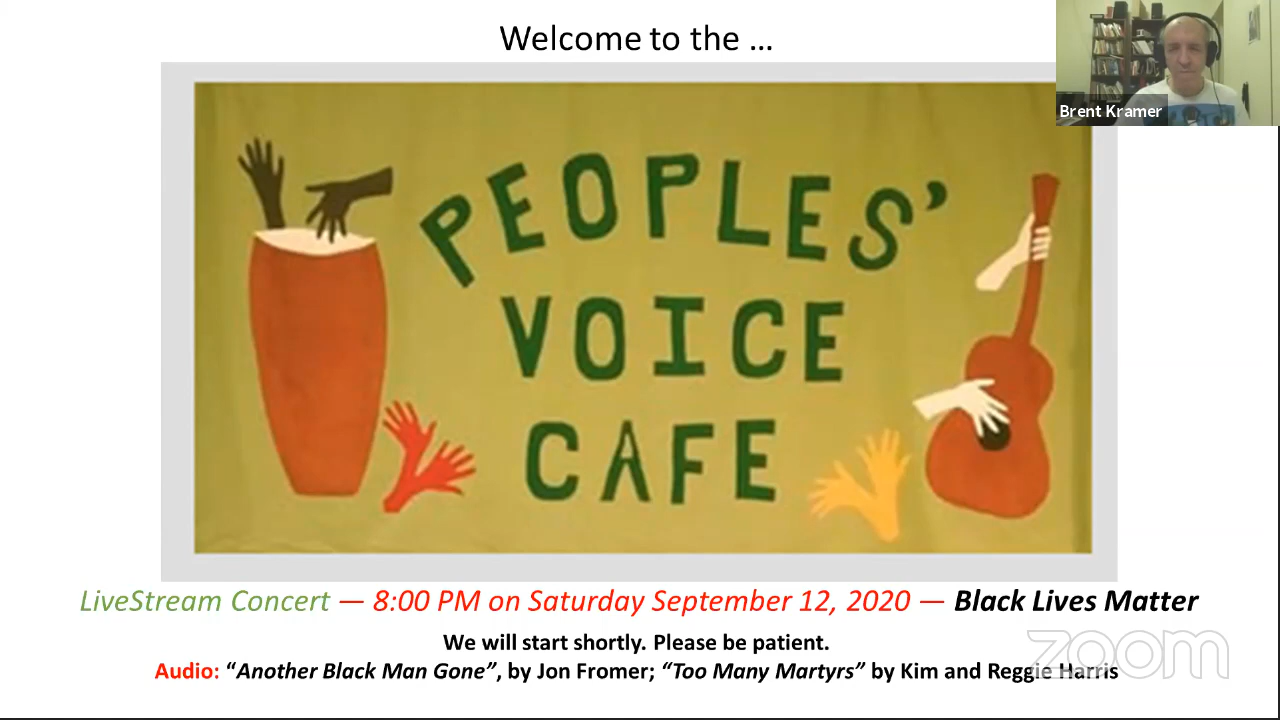 Welcome to the ...
Brent Kramer
PEOPLES’
VOICE
CAFE
LiveStream Concert — 8:00 PM on Saturday September 12, 2020 — Black Lives Matter
We will start shortly. Please be patient.
zoom
Audio: “Another Black Man Gone”, by Jon Fromer; “Too Many Martyrs” by Kim and Reggie Harris